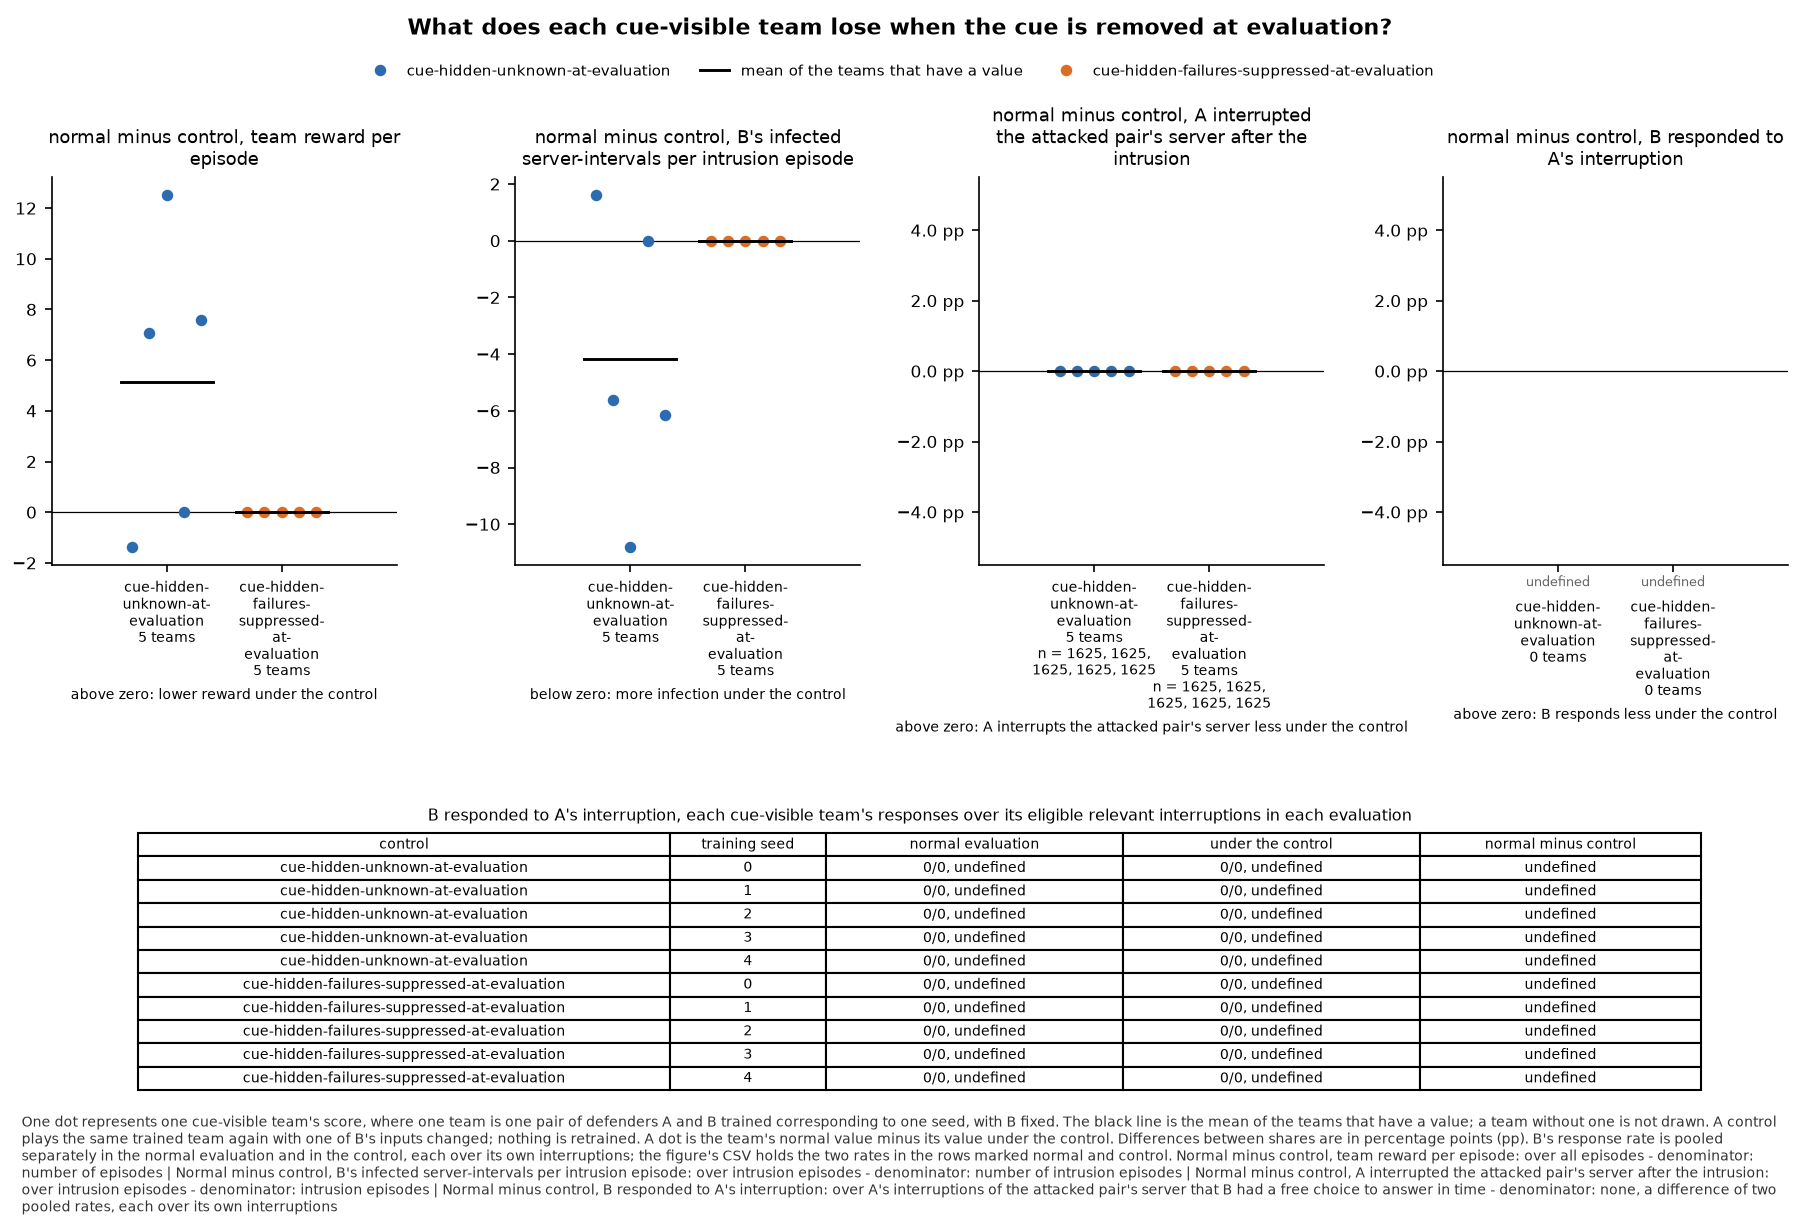 What does each cue-visible team lose when the cue is removed at evaluation?
cue-hidden-unknown-at-evaluation
mean of the teams that have a value
cue-hidden-failures-suppressed-at-evaluation
normal minus control, team reward per
episode
12
10
8
6
4
2
0
−2
cue-hidden-
unknown-at-
evaluation
5 teams
cue-hidden-
failures-
suppressed-
at-
evaluation
5 teams
above zero: lower reward under the control
normal minus control, B's infected
server-intervals per intrusion episode
2
0
−2
−4
−6
−8
−10
cue-hidden-
unknown-at-
evaluation
5 teams
cue-hidden-
failures-
suppressed-
at-
evaluation
5 teams
below zero: more infection under the control
normal minus control, A interrupted
the attacked pair's server after the
intrusion
4.0 pp
2.0 pp
0.0 pp
−2.0 pp
−4.0 pp
cue-hidden-
unknown-at-
evaluation
5 teams
n = 1625, 1625,
1625, 1625, 1625
cue-hidden-
failures-
suppressed-
at-
evaluation
5 teams
n = 1625, 1625,
1625, 1625, 1625
above zero: A interrupts the attacked pair's server less under the control
normal minus control, B responded to
A's interruption
4.0 pp
2.0 pp
0.0 pp
−2.0 pp
−4.0 pp
undefined
cue-hidden-
unknown-at-
evaluation
0 teams
undefined
cue-hidden-
failures-
suppressed-
at-
evaluation
0 teams
above zero: B responds less under the control
B responded to A's interruption, each cue-visible team's responses over its eligible relevant interruptions in each evaluation
control training seed normal evaluation under the control normal minus control
cue-hidden-unknown-at-evaluation 0 0/0, undefined 0/0, undefined undefined
cue-hidden-unknown-at-evaluation 1 0/0, undefined 0/0, undefined undefined
cue-hidden-unknown-at-evaluation 2 0/0, undefined 0/0, undefined undefined
cue-hidden-unknown-at-evaluation 3 0/0, undefined 0/0, undefined undefined
cue-hidden-unknown-at-evaluation 4 0/0, undefined 0/0, undefined undefined
cue-hidden-failures-suppressed-at-evaluation 0 0/0, undefined 0/0, undefined undefined
cue-hidden-failures-suppressed-at-evaluation 1 0/0, undefined 0/0, undefined undefined
cue-hidden-failures-suppressed-at-evaluation 2 0/0, undefined 0/0, undefined undefined
cue-hidden-failures-suppressed-at-evaluation 3 0/0, undefined 0/0, undefined undefined
cue-hidden-failures-suppressed-at-evaluation 4 0/0, undefined 0/0, undefined undefined
One dot represents one cue-visible team's score, where one team is one pair of defenders A and B trained corresponding to one seed, with B fixed. The black line is the mean of the teams that have a value; a team without one is not drawn. A control
plays the same trained team again with one of B's inputs changed; nothing is retrained. A dot is the team's normal value minus its value under the control. Differences between shares are in percentage points (pp). B's response rate is pooled
separately in the normal evaluation and in the control, each over its own interruptions; the figure's CSV holds the two rates in the rows marked normal and control. Normal minus control, team reward per episode: over all episodes - denominator:
number of episodes | Normal minus control, B's infected server-intervals per intrusion episode: over intrusion episodes - denominator: number of intrusion episodes | Normal minus control, A interrupted the attacked pair's server after the intrusion:
over intrusion episodes - denominator: intrusion episodes | Normal minus control, B responded to A's interruption: over A's interruptions of the attacked pair's server that B had a free choice to answer in time - denominator: none, a difference of two
pooled rates, each over its own interruptions